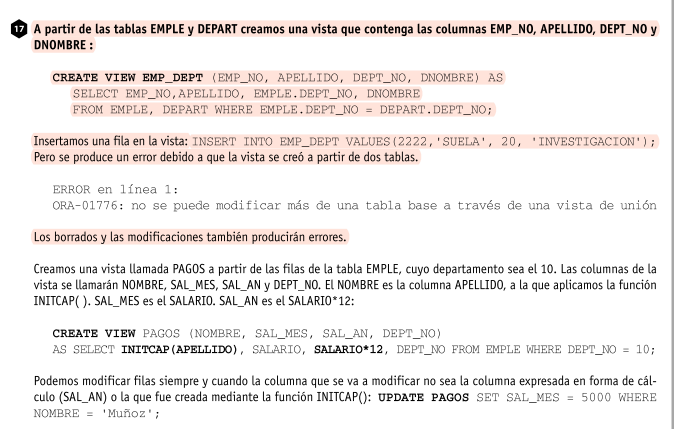 17 A partir de las tablas EMPLE y DEPART creamos una vista que contenga las columnas EMP_NO, APELLIDO, DEPT_NO y
DNOMBRE :
CREATE VIEW EMP_DEPT (EMP_NO, APELLIDO, DEPT_NO, DNOMBRE) AS
SELECT EMP_NO,APELLIDO, EMPLE.DEPT_NO, DNOMBRE
FROM EMPLE, DEPART WHERE EMPLE.DEPT_NO = DEPART.DEPT_NO;
Insertamos una fila en la vista: INSERT INTO EMP_DEPT VALUES(2222,'SUELA', 20, 'INVESTIGACION');
Pero se produce un error debido a que la vista se creó a partir de dos tablas.
ERROR en línea 1:
ORA-01776: no se puede modificar más de una tabla base a través de una vista de unión
Los borrados y las modificaciones también producirán errores.
Creamos una vista llamada PAGOS a partir de las filas de la tabla EMPLE, cuyo departamento sea el 10. Las columnas de la
vista se llamarán NOMBRE, SAL_MES, SAL_AN y DEPT_NO. El NOMBRE es la columna APELLIDO, a la que aplicamos la función
INITCAP( ). SAL_MES es el SALARIO. SAL_AN es el SALARIO*12:
CREATE VIEW PAGOS (NOMBRE, SAL_MES, SAL_AN, DEPT_NO)
AS SELECT INITCAP(APELLIDO), SALARIO, SALARIO*12, DEPT_NO FROM EMPLE WHERE DEPT_NO = 10;
Podemos modificar filas siempre y cuando la columna que se va a modificar no sea la columna expresada en forma de cál-
culo (SAL_AN) o la que fue creada mediante la función INITCAP(): UPDATE PAGOS SET SAL_MES = 5000 WHERE
NOMBRE = 'Muñoz';